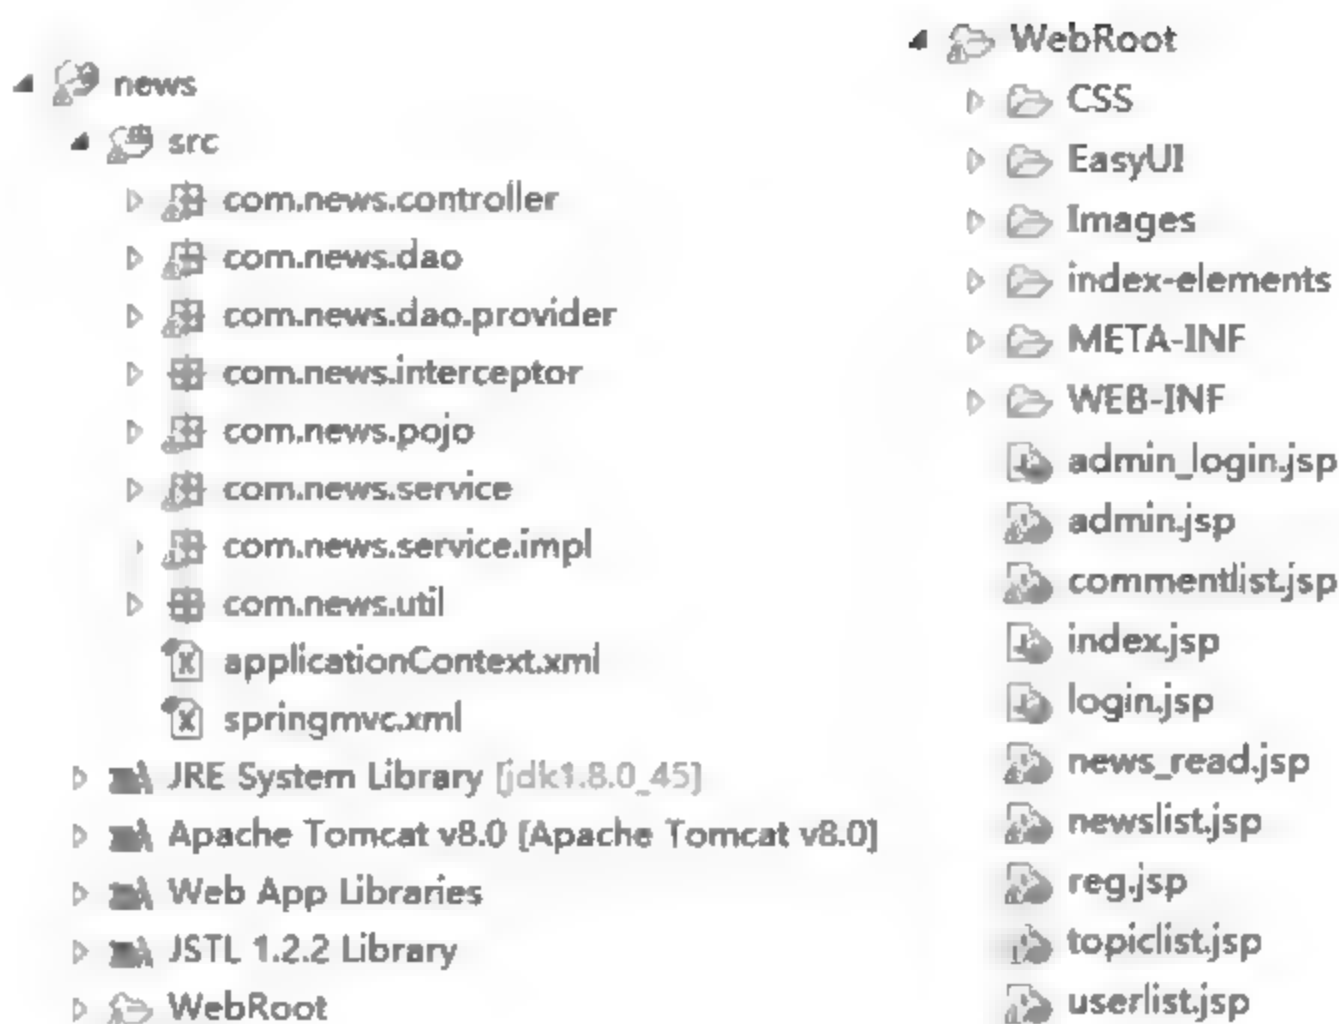 news
src
com.news.controller
com.news.dao
com.news.dao.provider
com.news.interceptor
com.news.pojo
com.news.service
com.news.service.impl
com.news.util
applicationContext.xml
springmvc.xml
JRE System Library [jdk1.8.0_45]
Apache Tomcat v8.0 [Apache Tomcat v8.0]
Web App Libraries
JSTL 1.2.2 Library
WebRoot
WebRoot
CSS
EasyUI
Images
index-elements
META-INF
WEB-INF
admin_login.jsp
admin.jsp
commentlist.jsp
index.jsp
login.jsp
news_read.jsp
newslist.jsp
reg.jsp
topiclist.jsp
userlist.jsp